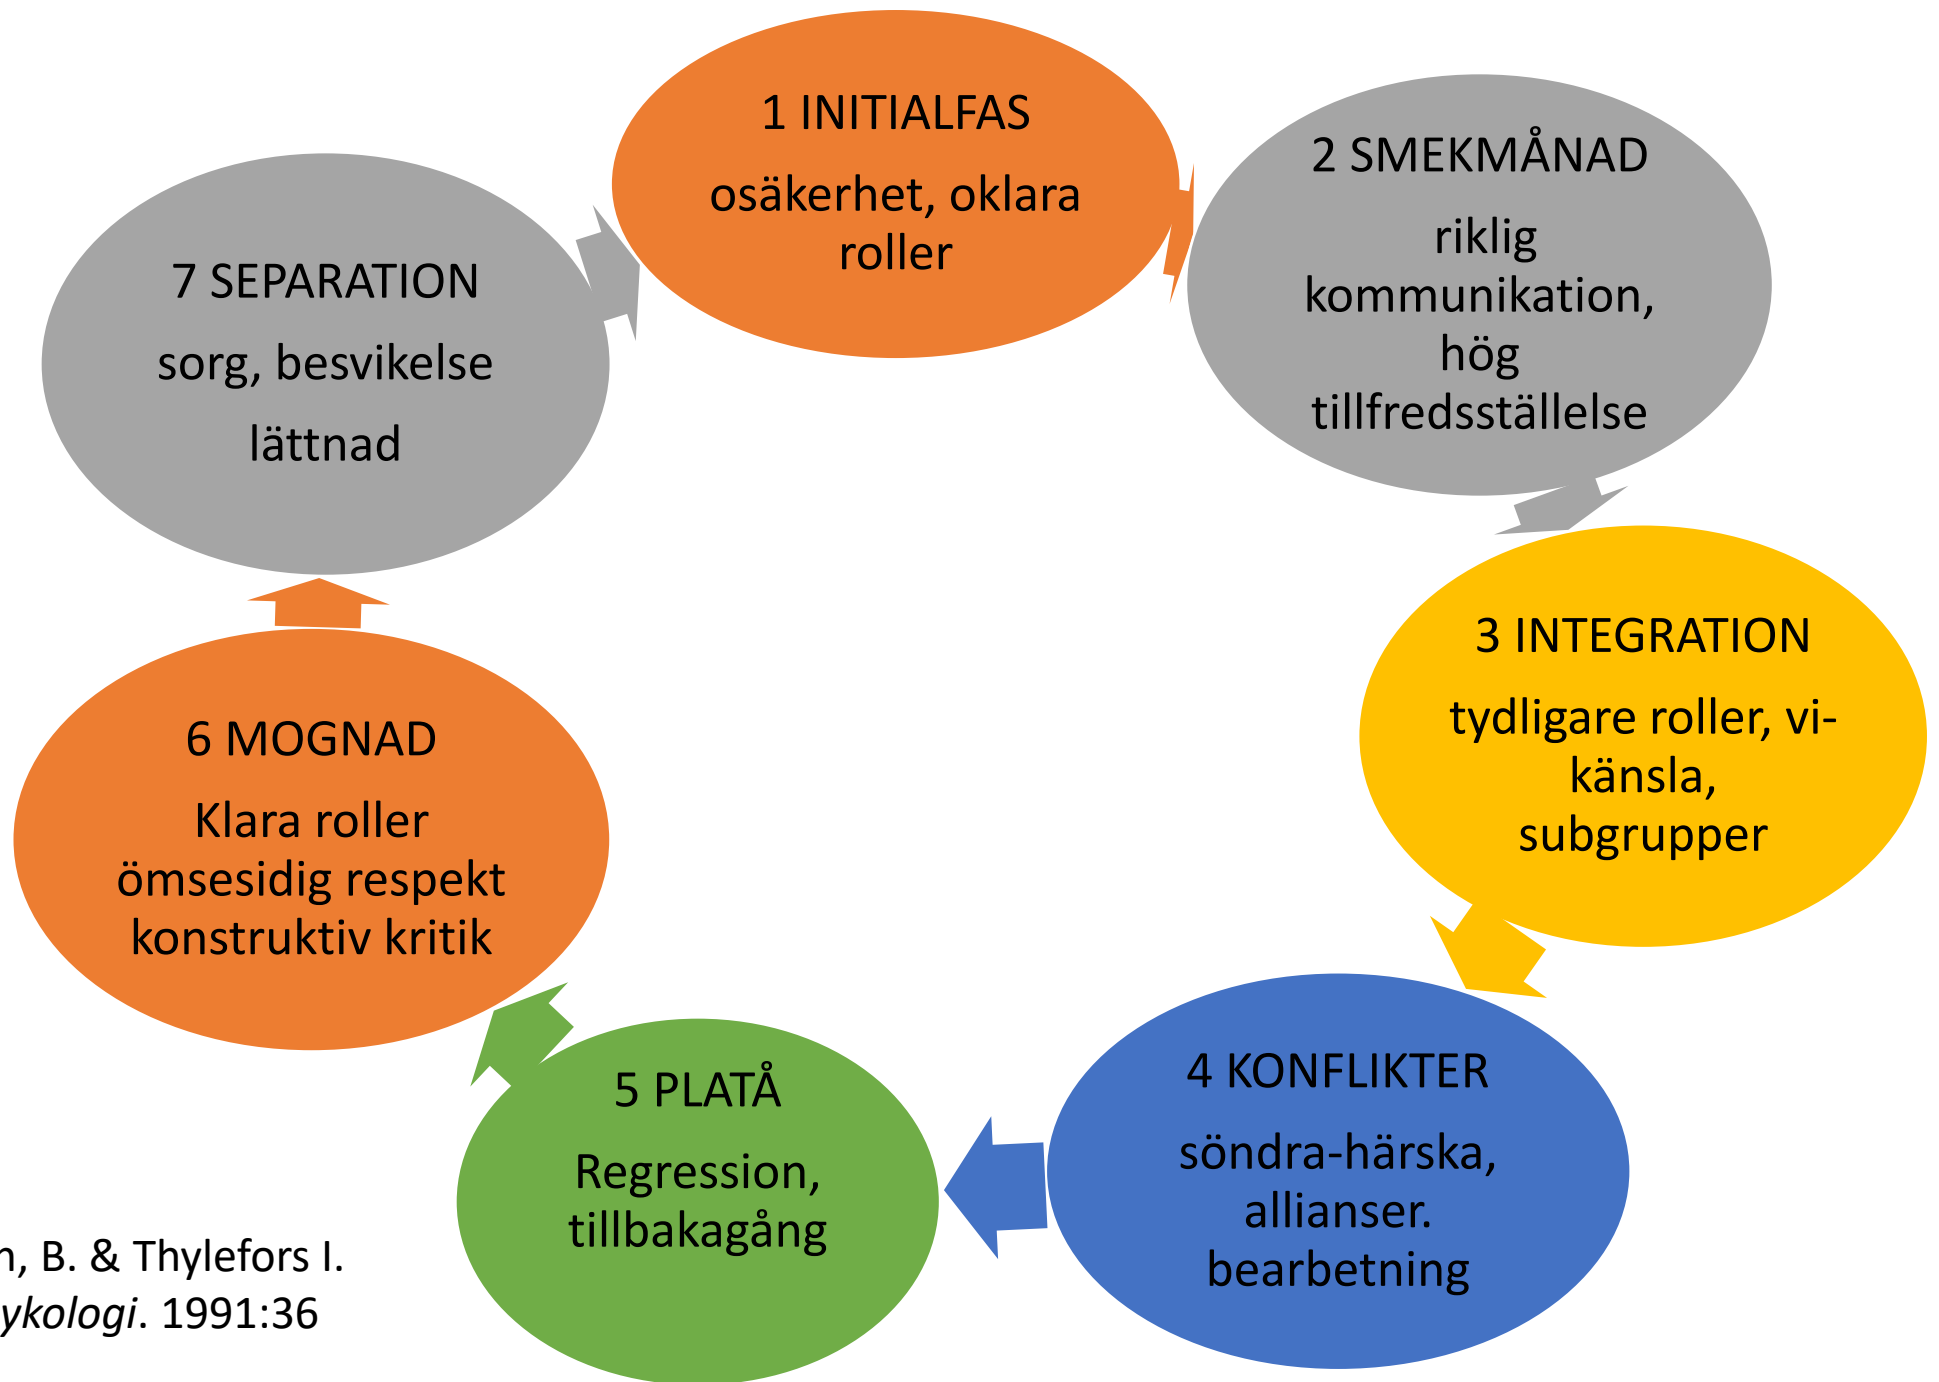 1 INITIALFAS
osäkerhet, oklara
roller
2 SMEKMÅNAD
riklig
kommunikation,
hög
tillfredsställelse
3 INTEGRATION
tydligare roller, vi-
känsla,
subgrupper
4 KONFLIKTER
söndra-härska,
allianser.
bearbetning
5 PLATÅ
Regression,
tillbakagång
6 MOGNAD
Klara roller
ömsesidig respekt
konstruktiv kritik
7 SEPARATION
sorg, besvikelse
lättnad
n, B. & Thylefors I.
ykologi. 1991:36